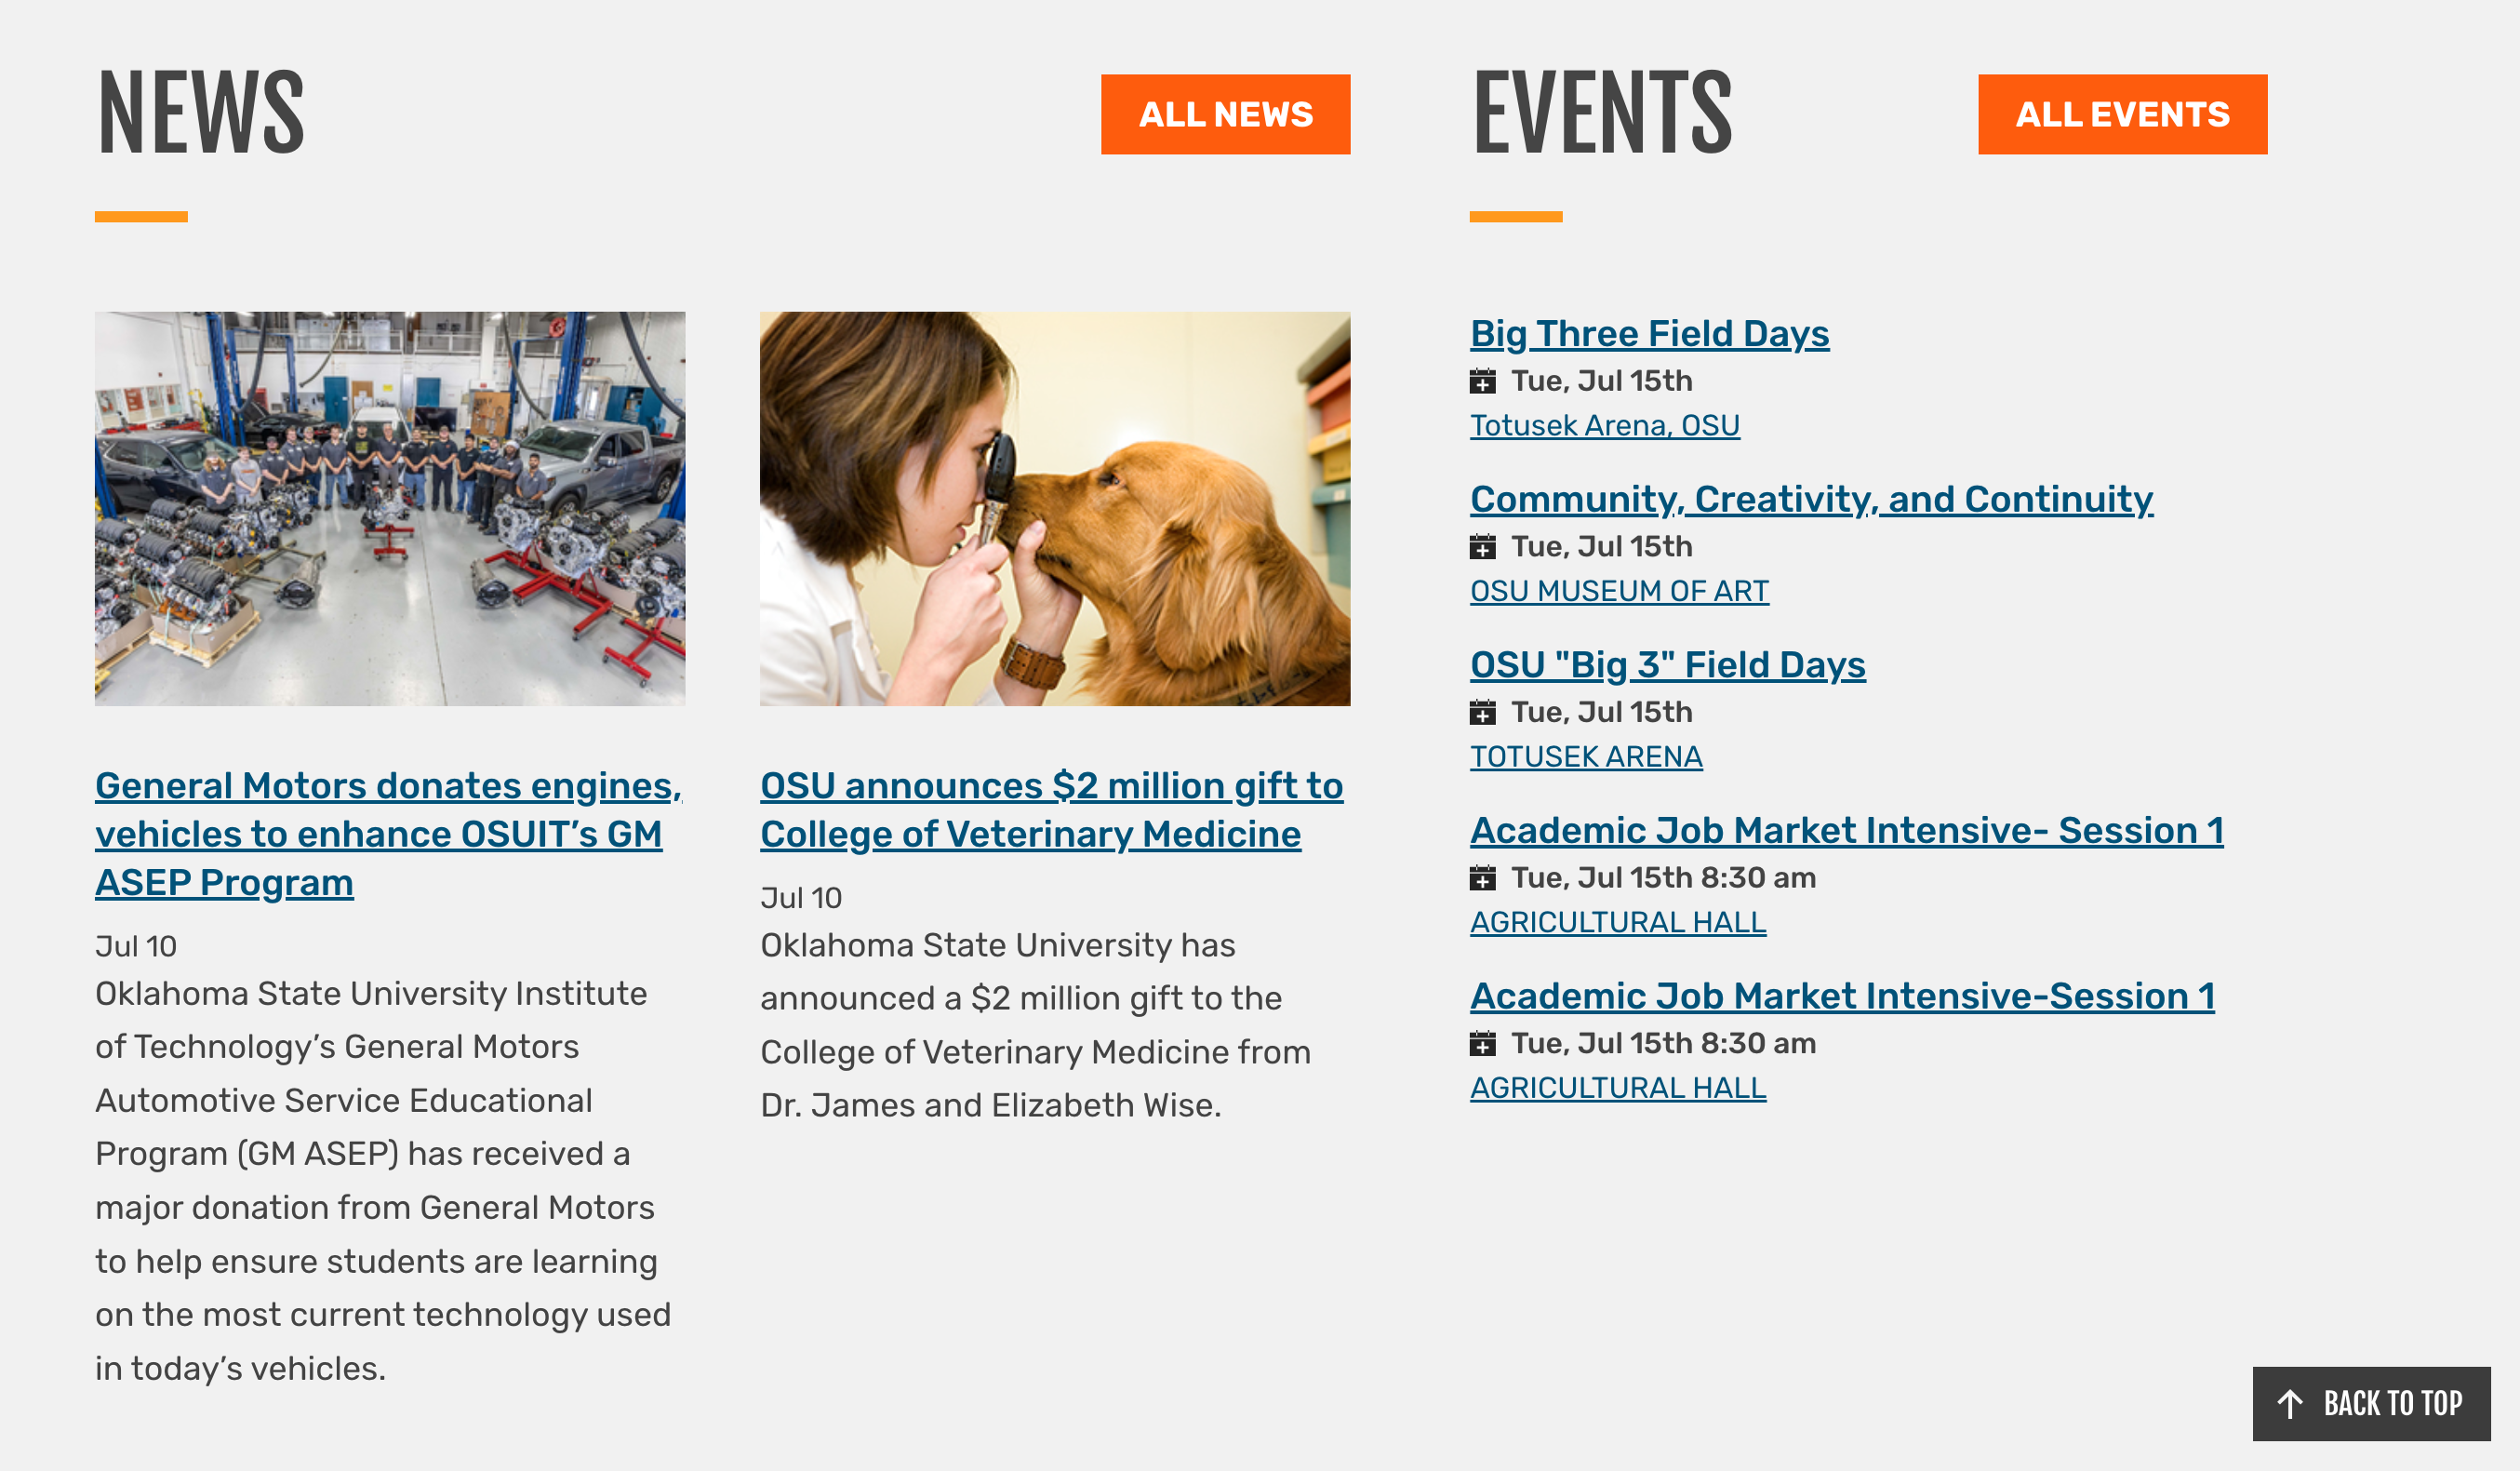 NEWS
ALL NEWS
General Motors donates engines,
vehicles to enhance OSUIT’s GM
ASEP Program
Jul 10
Oklahoma State University Institute
of Technology’s General Motors
Automotive Service Educational
Program (GM ASEP) has received a
major donation from General Motors
to help ensure students are learning
on the most current technology used
in today’s vehicles.
OSU announces $2 million gift to
College of Veterinary Medicine
Jul 10
Oklahoma State University has
announced a $2 million gift to the
College of Veterinary Medicine from
Dr. James and Elizabeth Wise.
EVENTS
ALL EVENTS
Big Three Field Days
Tue, Jul 15th
Totusek Arena, OSU
Community, Creativity, and Continuity
Tue, Jul 15th
OSU MUSEUM OF ART
OSU "Big 3" Field Days
Tue, Jul 15th
TOTUSEK ARENA
Academic Job Market Intensive- Session 1
Tue, Jul 15th 8:30 am
AGRICULTURAL HALL
Academic Job Market Intensive-Session 1
Tue, Jul 15th 8:30 am
AGRICULTURAL HALL
BACK TO TOP